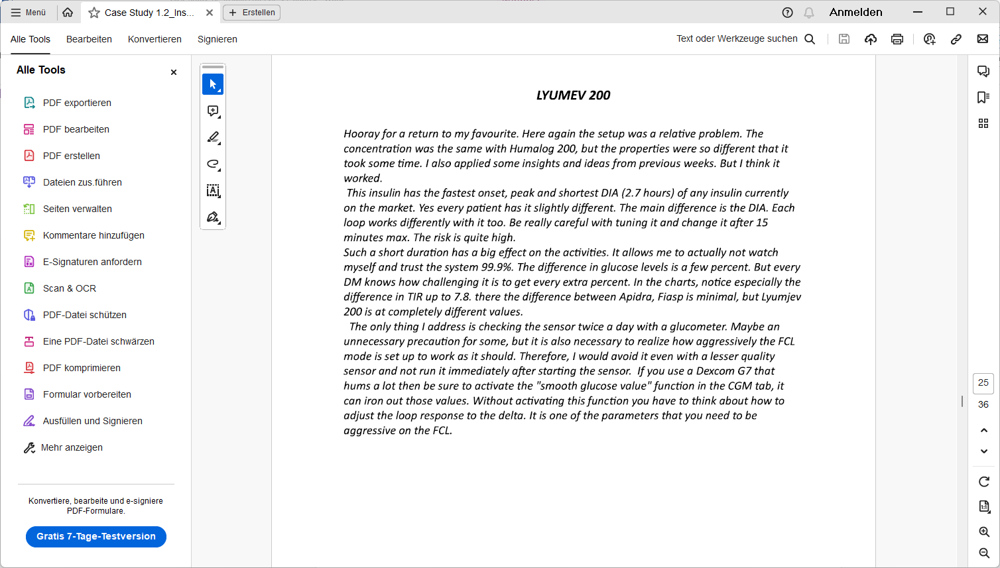 Menü
Case Study 1.2_Ins...
Erstellen
Anmelden
Alle Tools
Bearbeiten
Konvertieren
Signieren
Text oder Werkzeuge suchen
Alle Tools
PDF exportieren
PDF bearbeiten
PDF erstellen
Dateien zus.führen
Seiten verwalten
Kommentare hinzufügen
E-Signaturen anfordern
Scan & OCR
PDF-Datei schützen
Eine PDF-Datei schwärzen
PDF komprimieren
Formular vorbereiten
Ausfüllen und Signieren
Mehr anzeigen
Konvertiere, bearbeite und e-signiere
PDF-Formulare.
Gratis 7-Tage-Testversion
LYUMEV 200
Hooray for a return to my favourite. Here again the setup was a relative problem. The
concentration was the same with Humalog 200, but the properties were so different that it
took some time. I also applied some insights and ideas from previous weeks. But I think it
worked.
This insulin has the fastest onset, peak and shortest DIA (2.7 hours) of any insulin currently
on the market. Yes every patient has it slightly different. The main difference is the DIA. Each
loop works differently with it too. Be really careful with tuning it and change it after 15
minutes max. The risk is quite high.
Such a short duration has a big effect on the activities. It allows me to actually not watch
myself and trust the system 99.9%. The difference in glucose levels is a few percent. But every
DM knows how challenging it is to get every extra percent. In the charts, notice especially the
difference in TIR up to 7.8. there the difference between Apidra, Fiasp is minimal, but Lyumjev
200 is at completely different values.
The only thing I address is checking the sensor twice a day with a glucometer. Maybe an
unnecessary precaution for some, but it is also necessary to realize how aggressively the FCL
mode is set up to work as it should. Therefore, I would avoid it even with a lesser quality
sensor and not run it immediately after starting the sensor. If you use a Dexcom G7 that
hums a lot then be sure to activate the "smooth glucose value" function in the CGM tab, it
can iron out those values. Without activating this function you have to think about how to
adjust the loop response to the delta. It is one of the parameters that you need to be
aggressive on the FCL.
25
36